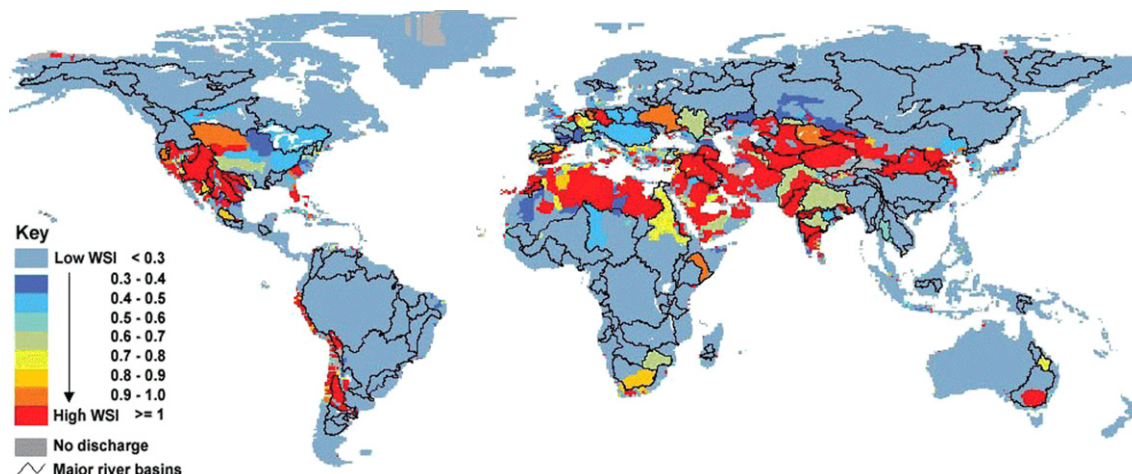 Key
Low WSI < 0.3
0.3 - 0.4
0.4 - 0.5
0.5 - 0.6
0.6 - 0.7
0.7 - 0.8
0.8 - 0.9
0.9 - 1.0
High WSI >= 1
No discharge
Major river basins